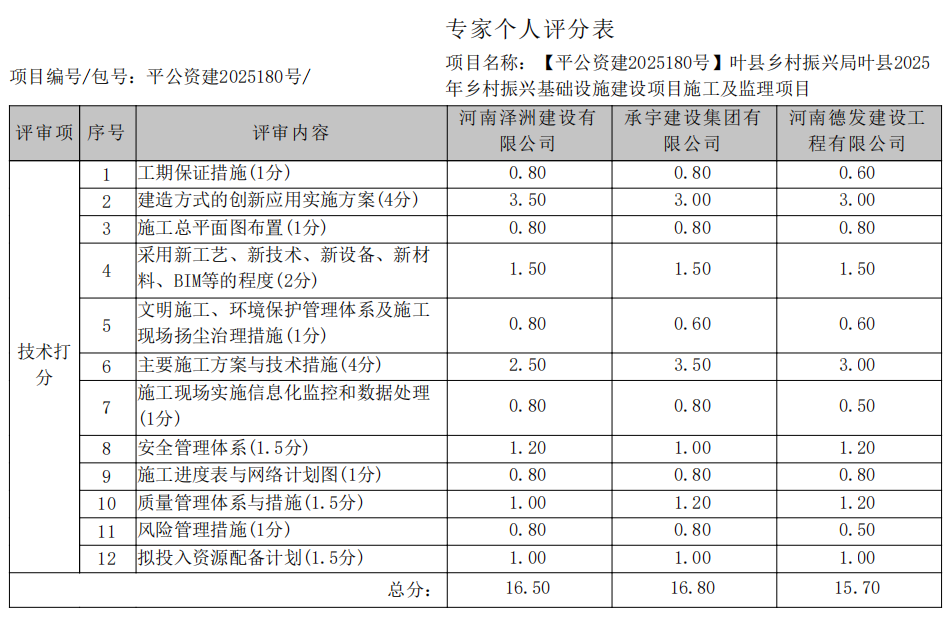 专家个人评分表
项目编号/包号：平公资建2025180号/
项目名称：【平公资建2025180号】叶县乡村振兴局叶县2025
年乡村振兴基础设施建设项目施工及监理项目
评审项 序号 评审内容 河南泽洲建设有限公司 承宇建设集团有限公司 河南德发建设工程有限公司
技术打分
1 工期保证措施(1分) 0.80 0.80 0.60
2 建造方式的创新应用实施方案(4分) 3.50 3.00 3.00
3 施工总平面图布置(1分) 0.80 0.80 0.80
4 采用新工艺、新技术、新设备、新材
料、BIM等的程度(2分) 1.50 1.50 1.50
5 文明施工、环境保护管理体系及施工
现场扬尘治理措施(1分) 0.80 0.60 0.60
6 主要施工方案与技术措施(4分) 2.50 3.50 3.00
7 施工现场实施信息化监控和数据处理
(1分) 0.80 0.80 0.50
8 安全管理体系(1.5分) 1.20 1.00 1.20
9 施工进度表与网络计划图(1分) 0.80 0.80 0.80
10 质量管理体系与措施(1.5分) 1.00 1.20 1.20
11 风险管理措施(1分) 0.80 0.80 0.50
12 拟投入资源配备计划(1.5分) 1.00 1.00 1.00
总分： 16.50 16.80 15.70